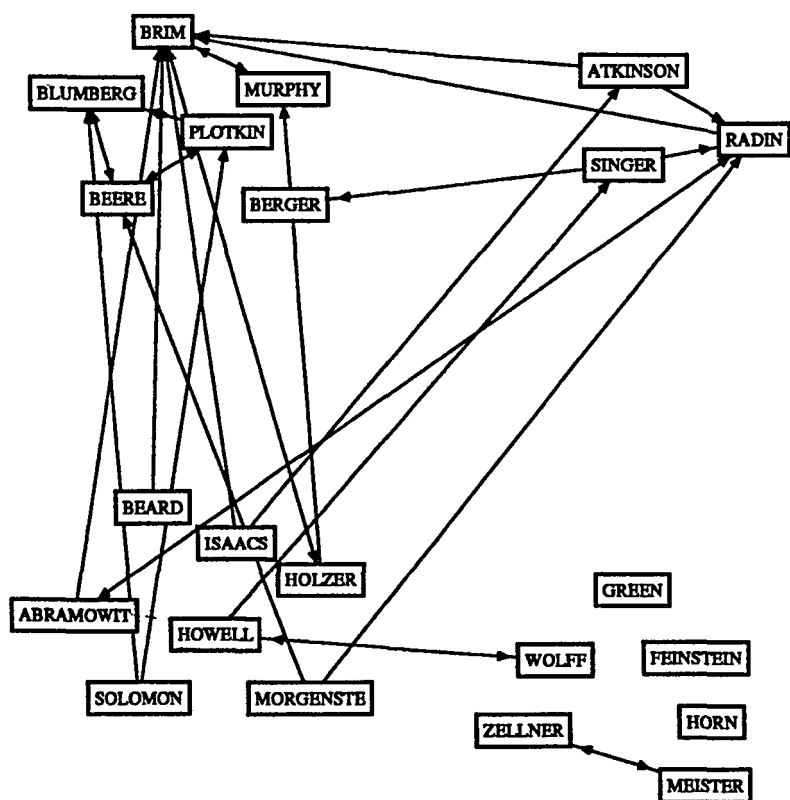 BRIM
ATKINSON
BLUMBERG
MURPHY
PLOTKIN
RADIN
SINGER
BEERE
BERGER
BEARD
ISAACS
HOLZER
GREEN
ABRAMOWIT
HOWELL
WOLFF
FEINSTEIN
SOLOMON
MORGENSTE
HORN
ZELLNER
MEISTER